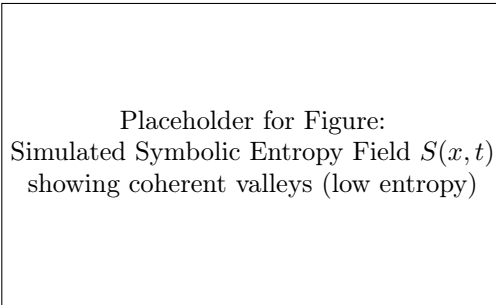 Placeholder for Figure:
Simulated Symbolic Entropy Field S(x, t)
showing coherent valleys (low entropy)